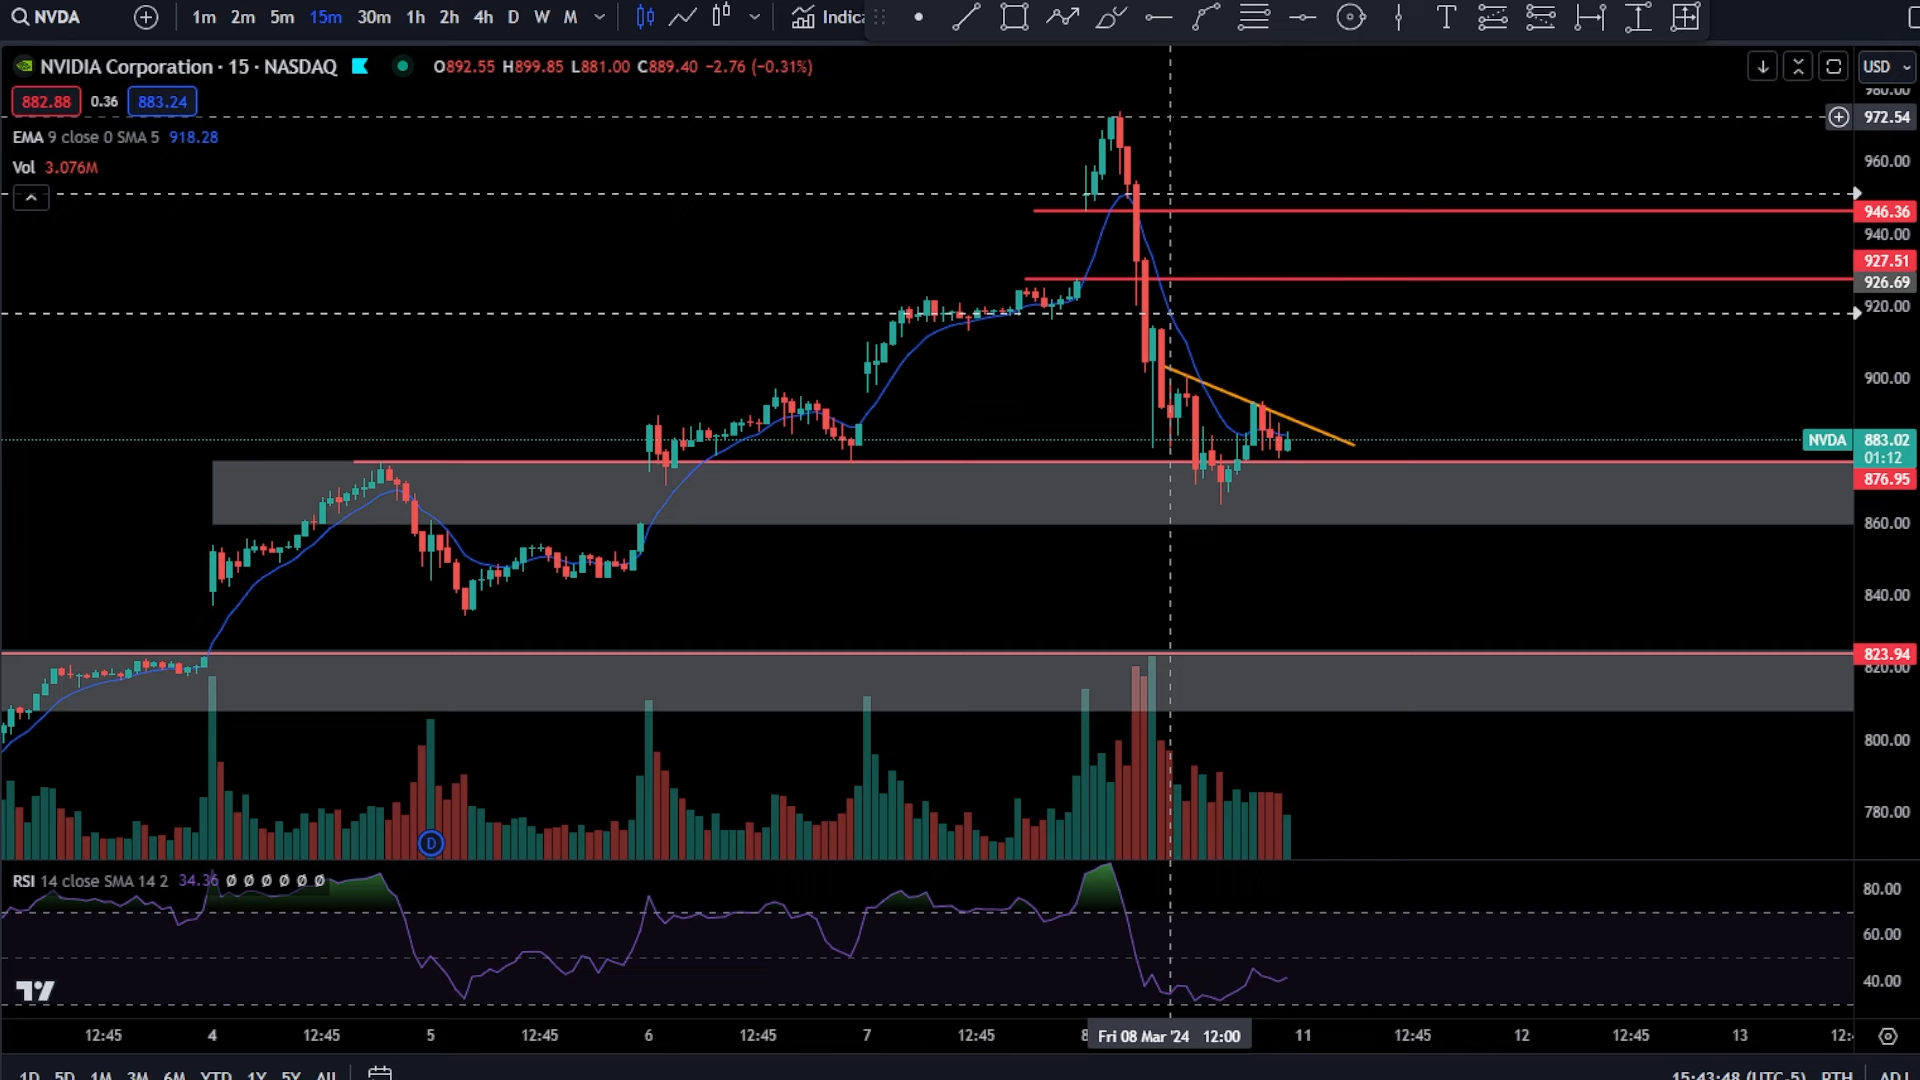 NVDA
1m 2m 5m 15m 30m 1h 2h 4h D W M
Indica
NVIDIA Corporation · 15 · NASDAQ
O892.55 H899.85 L881.00 C889.40 −2.76 (−0.31%)
USD
882.88 0.36 883.24
EMA 9 close 0 SMA 5 918.28
Vol 3.076M
980.00
972.54
960.00
946.36
940.00
927.51
926.69
920.00
900.00
NVDA 883.02
01:12
876.95
860.00
840.00
823.94
820.00
800.00
780.00
D
RSI 14 close SMA 14 2 34.36 Ø Ø Ø Ø Ø Ø
80.00
60.00
40.00
12:45 4 12:45 5 12:45 6 12:45 7 12:45 8 Fri 08 Mar '24 12:00 11 12:45 12 12:45 13 12:
1D 5D 1M 3M 6M YTD 1Y 5Y All
15:43:48 (UTC-5) RTH ADJ